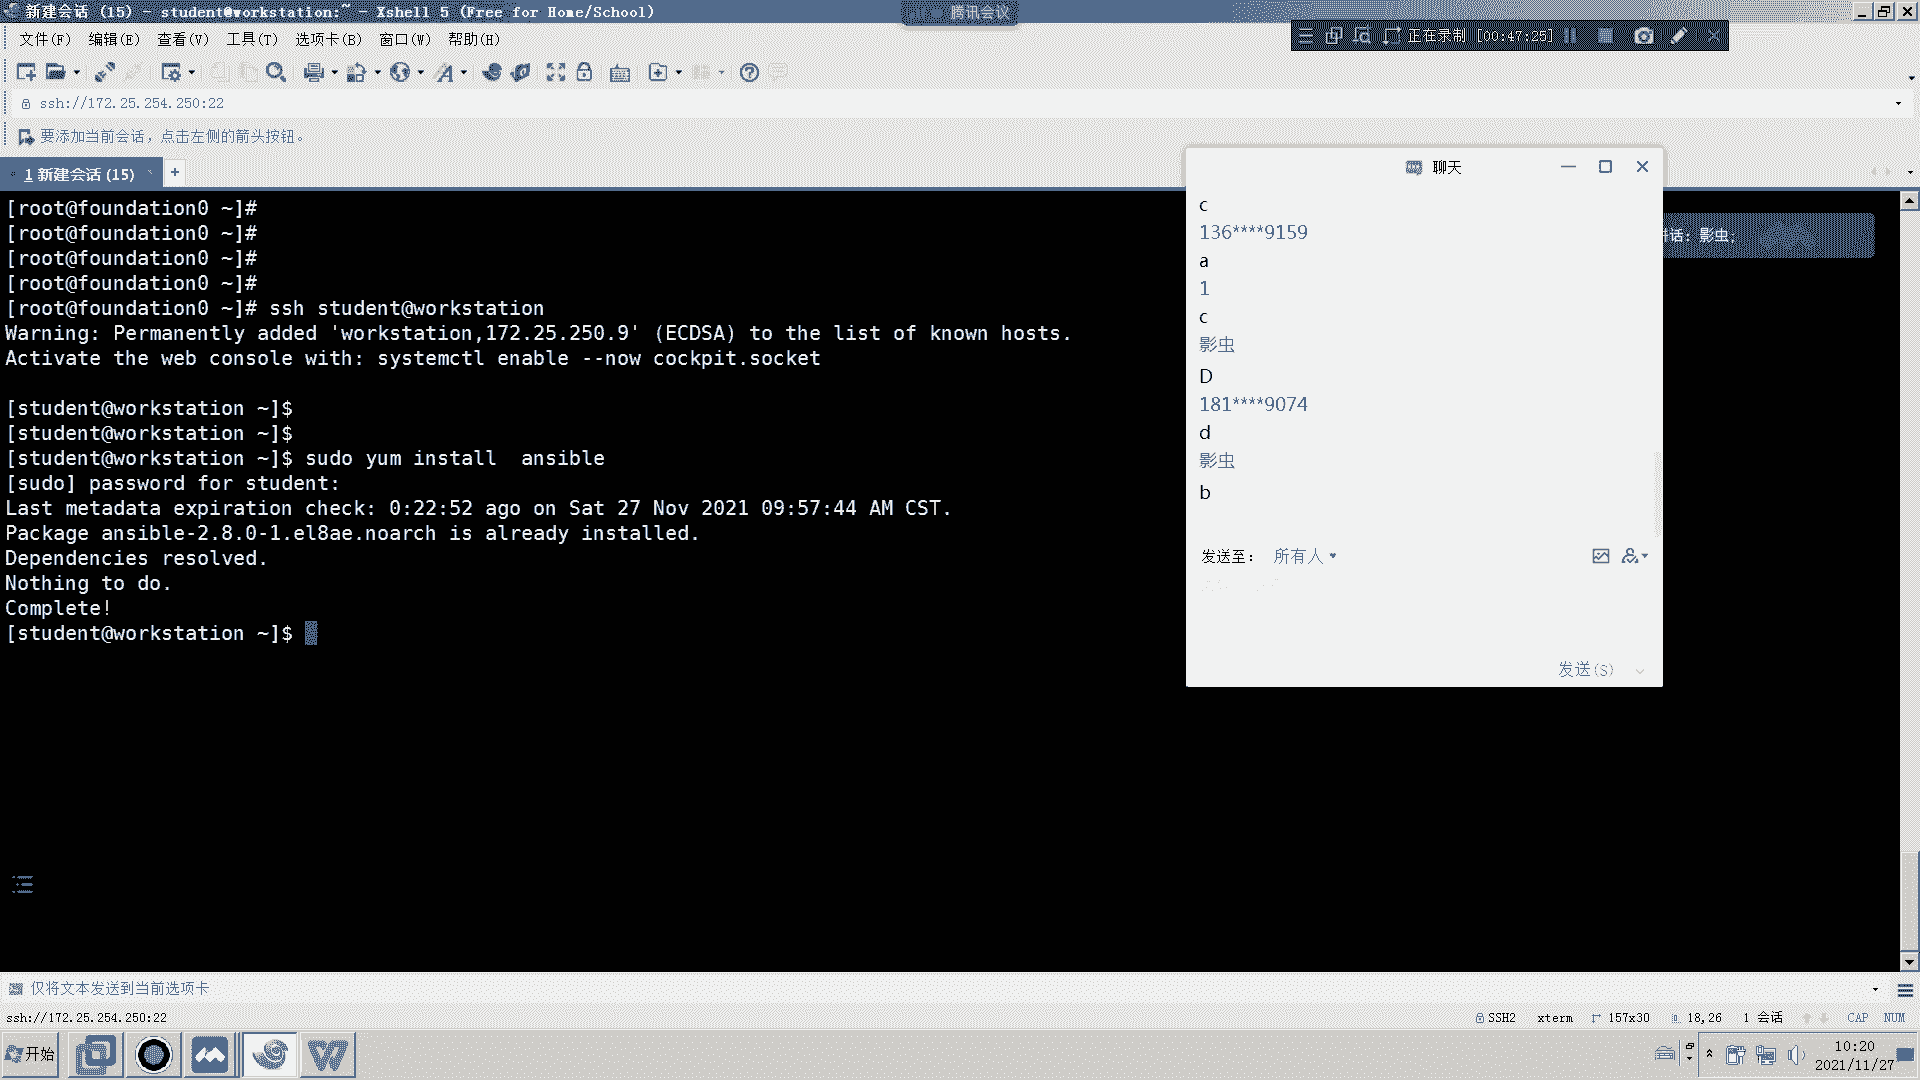 新建会话 (15) - student@workstation:~ - Xshell 5 (Free for Home/School)
腾讯会议
文件(F) 编辑(E) 查看(V) 工具(T) 选项卡(B) 窗口(W) 帮助(H)
正在录制 [00:47:25]
ssh://172.25.254.250:22
要添加当前会话，点击左侧的箭头按钮。
1 新建会话 (15)
+
[root@foundation0 ~]#
[root@foundation0 ~]#
[root@foundation0 ~]#
[root@foundation0 ~]#
[root@foundation0 ~]# ssh student@workstation
Warning: Permanently added 'workstation,172.25.250.9' (ECDSA) to the list of known hosts.
Activate the web console with: systemctl enable --now cockpit.socket
[student@workstation ~]$
[student@workstation ~]$
[student@workstation ~]$ sudo yum install  ansible
[sudo] password for student:
Last metadata expiration check: 0:22:52 ago on Sat 27 Nov 2021 09:57:44 AM CST.
Package ansible-2.8.0-1.el8ae.noarch is already installed.
Dependencies resolved.
Nothing to do.
Complete!
[student@workstation ~]$
聊天
c
136****9159
a
1
c
影虫
D
181****9074
d
影虫
b
发送至： 所有人
发送(S)
讲话: 影虫;
仅将文本发送到当前选项卡
ssh://172.25.254.250:22
SSH2 xterm 157x30 18,26 1 会话 CAP NUM
开始
10:20
2021/11/27